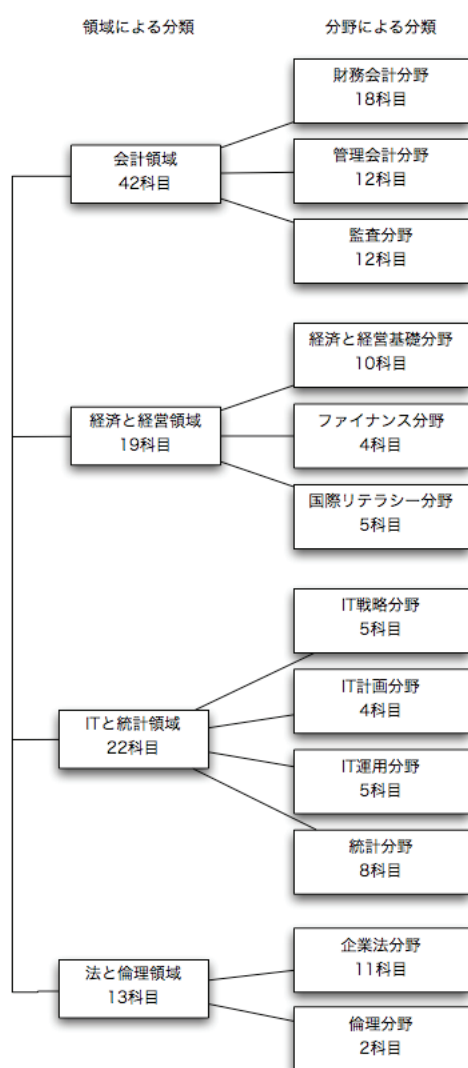 領域による分類
分野による分類
会計領域
42科目
財務会計分野
18科目
管理会計分野
12科目
監査分野
12科目
経済と経営領域
19科目
経済と経営基礎分野
10科目
ファイナンス分野
4科目
国際リテラシー分野
5科目
ITと統計領域
22科目
IT戦略分野
5科目
IT計画分野
4科目
IT運用分野
5科目
統計分野
8科目
法と倫理領域
13科目
企業法分野
11科目
倫理分野
2科目